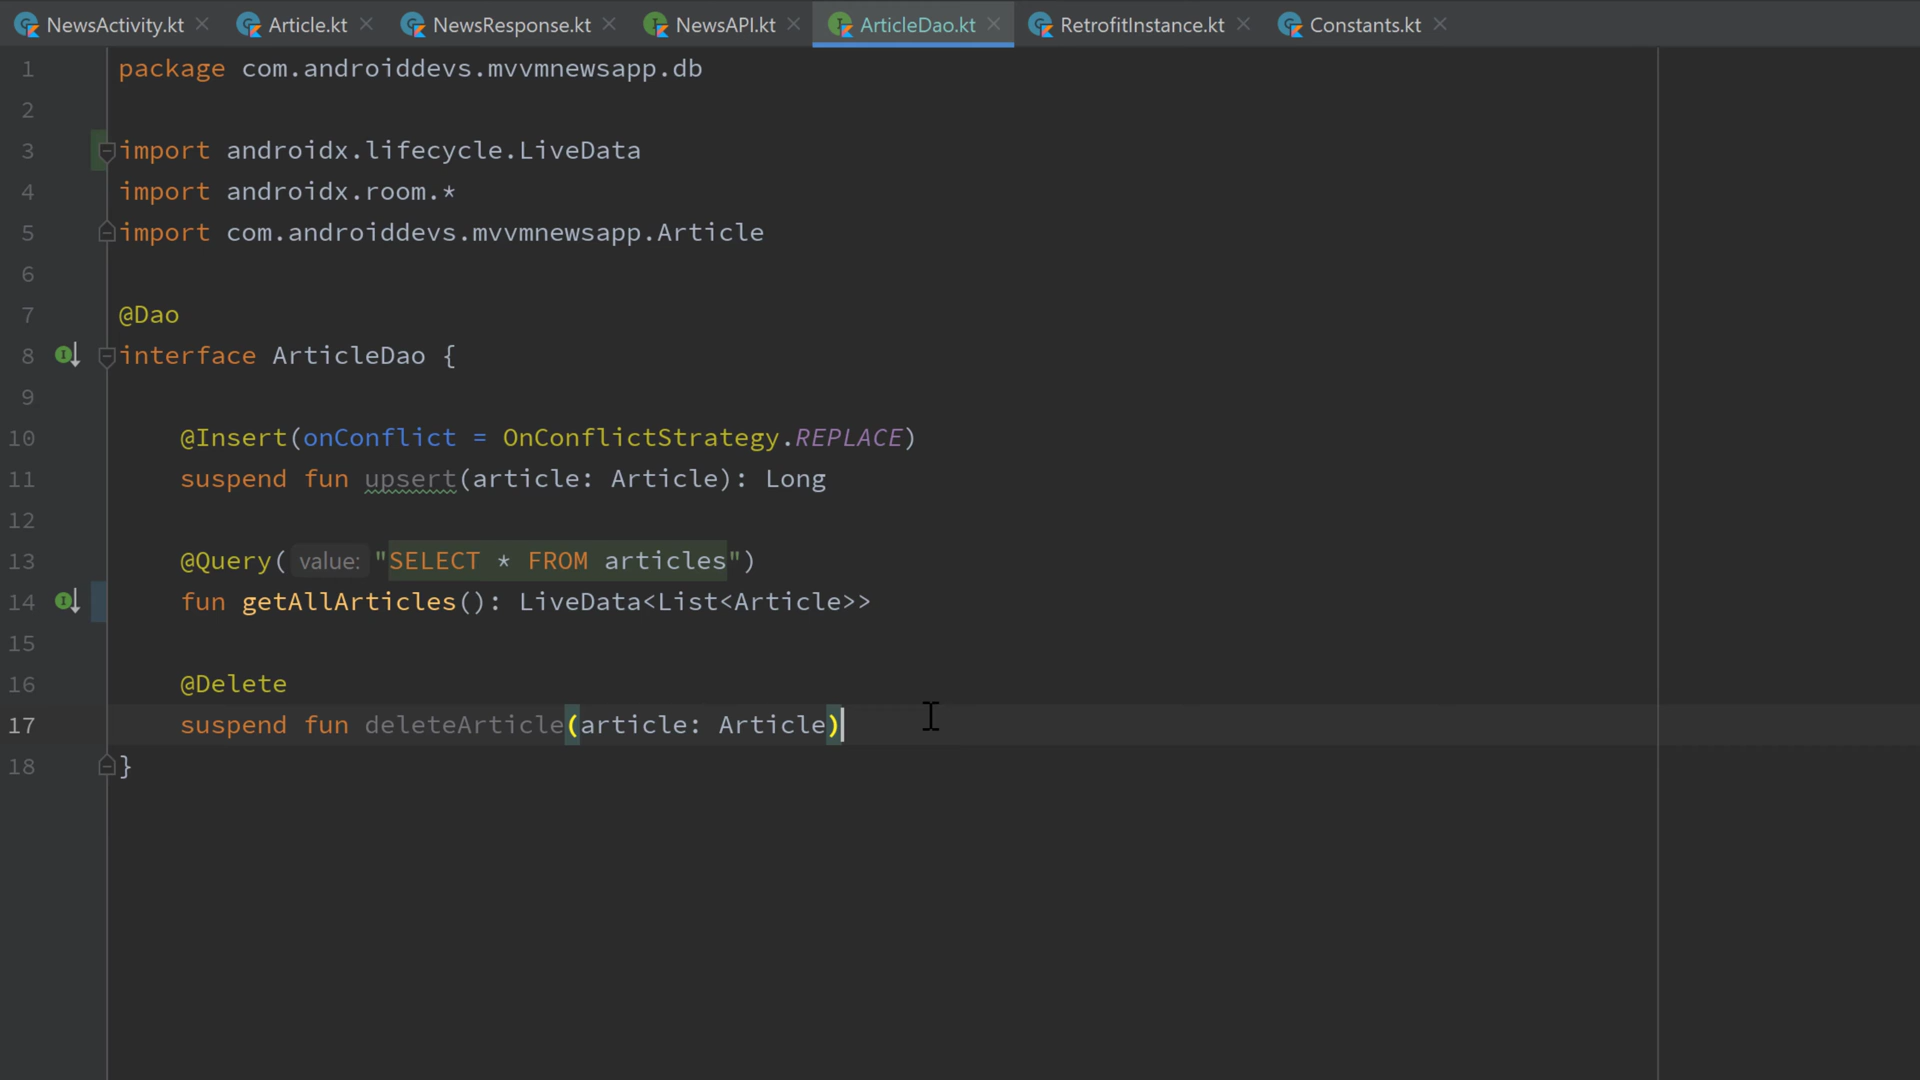 NewsActivity.kt Article.kt NewsResponse.kt NewsAPI.kt ArticleDao.kt RetrofitInstance.kt Constants.kt
1 package com.androiddevs.mvvmnewsapp.db
2
3 import androidx.lifecycle.LiveData
4 import androidx.room.*
5 import com.androiddevs.mvvmnewsapp.Article
6
7 @Dao
8 interface ArticleDao {
9
10 @Insert(onConflict = OnConflictStrategy.REPLACE)
11 suspend fun upsert(article: Article): Long
12
13 @Query( value: "SELECT * FROM articles")
14 fun getAllArticles(): LiveData<List<Article>>
15
16 @Delete
17 suspend fun deleteArticle(article: Article)
18 }